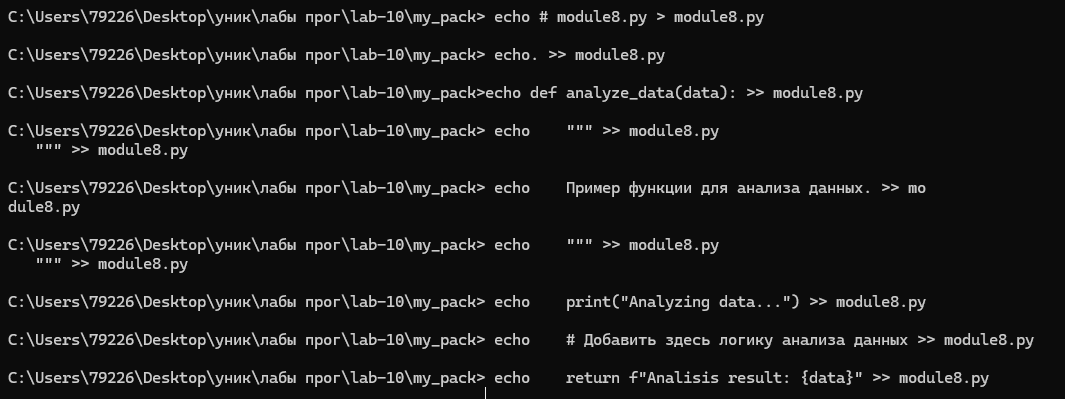 C:\Users\79226\Desktop\уник\лабы прог\lab-10\my_pack> echo # module8.py > module8.py
C:\Users\79226\Desktop\уник\лабы прог\lab-10\my_pack> echo. >> module8.py
C:\Users\79226\Desktop\уник\лабы прог\lab-10\my_pack>echo def analyze_data(data): >> module8.py
C:\Users\79226\Desktop\уник\лабы прог\lab-10\my_pack> echo    """ >> module8.py
   """ >> module8.py
C:\Users\79226\Desktop\уник\лабы прог\lab-10\my_pack> echo    Пример функции для анализа данных. >> mo
dule8.py
C:\Users\79226\Desktop\уник\лабы прог\lab-10\my_pack> echo    """ >> module8.py
   """ >> module8.py
C:\Users\79226\Desktop\уник\лабы прог\lab-10\my_pack> echo    print("Analyzing data...") >> module8.py
C:\Users\79226\Desktop\уник\лабы прог\lab-10\my_pack> echo    # Добавить здесь логику анализа данных >> module8.py
C:\Users\79226\Desktop\уник\лабы прог\lab-10\my_pack> echo    return f"Analisis result: {data}" >> module8.py